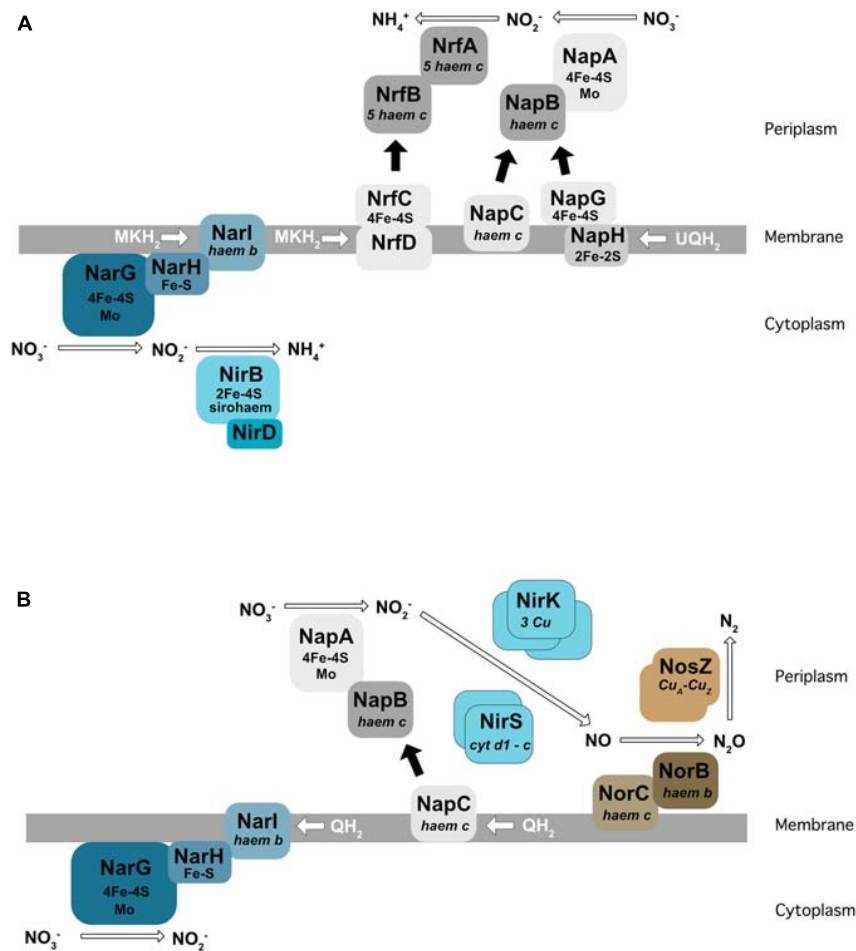 A
NH₄⁺ NO₂⁻ NO₃⁻
NrfA
5 haem c
NapA
4Fe-4S
Mo
NrfB
5 haem c
NapB
haem c
Periplasm
NrfC
4Fe-4S
NrfD
NapC
haem c
NapG
4Fe-4S
NapH
2Fe-2S
MKH₂
NarI
haem b
MKH₂
UQH₂
Membrane
NarG
4Fe-4S
Mo
NarH
Fe-S
Cytoplasm
NO₃⁻ NO₂⁻ NH₄⁺
NirB
2Fe-4S
sirohaem
NirD
B
NO₃⁻ NO₂⁻
NirK
3 Cu
N₂
NapA
4Fe-4S
Mo
NosZ
Cu_A-Cu_Z
Periplasm
NapB
haem c
NirS
cyt d1 - c
NO N₂O
NorB
haem b
NorC
haem c
NapC
haem c
NarI
haem b
QH₂
QH₂
Membrane
NarH
Fe-S
NarG
4Fe-4S
Mo
Cytoplasm
NO₃⁻ NO₂⁻